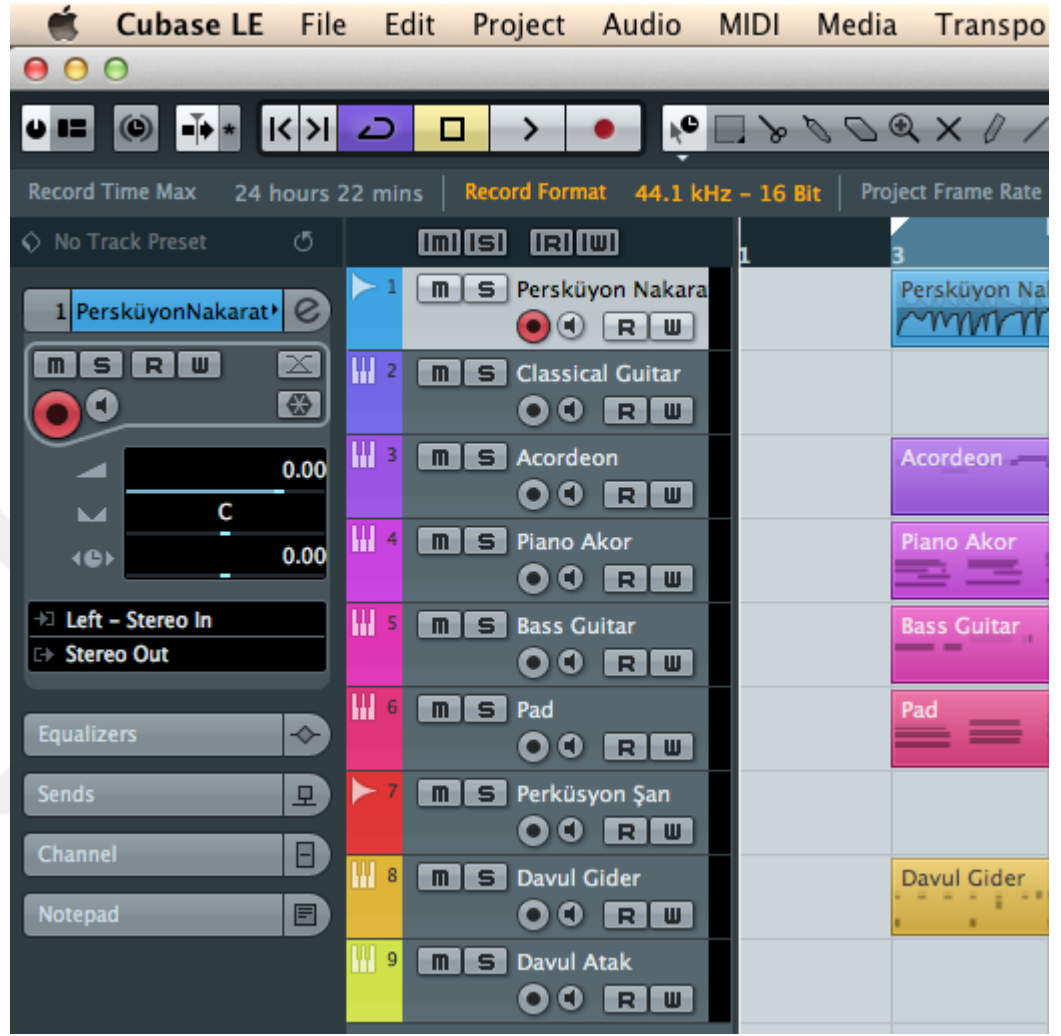 Cubase LE File Edit Project Audio MIDI Media Transpo
Record Time Max 24 hours 22 mins Record Format 44.1 kHz – 16 Bit Project Frame Rate
No Track Preset
m S R W
1 3
1 PersküyonNakarat e
m S R W
0.00
C
0.00
Left – Stereo In
Stereo Out
Equalizers
Sends
Channel
Notepad
1 m S Persküyon Nakara
R W
2 m S Classical Guitar
R W
3 m S Acordeon
R W
4 m S Piano Akor
R W
5 m S Bass Guitar
R W
6 m S Pad
R W
7 m S Perküsyon Şan
R W
8 m S Davul Gider
R W
9 m S Davul Atak
R W
Persküyon Nal
Acordeon
Piano Akor
Bass Guitar
Pad
Davul Gider